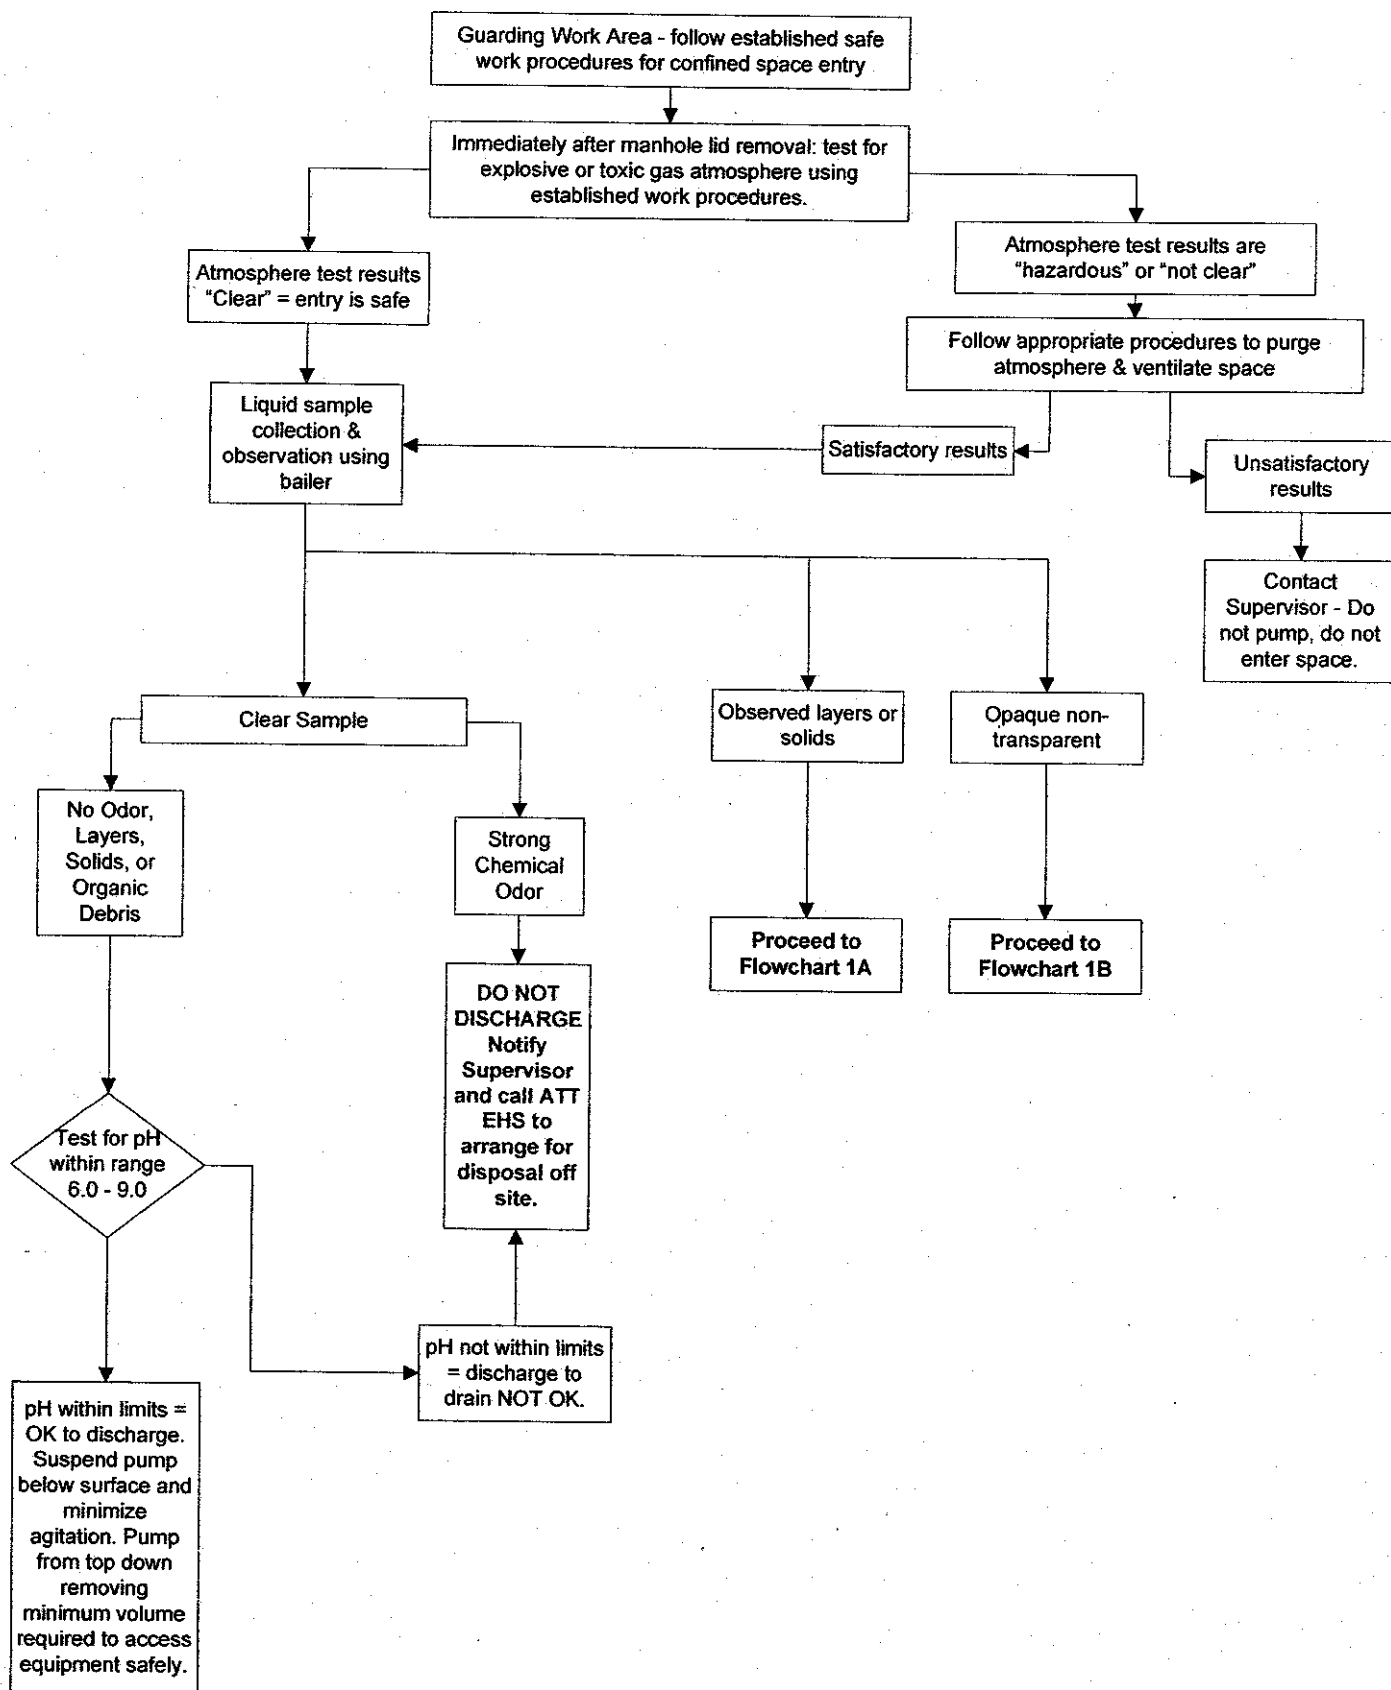 Guarding Work Area - follow established safe
work procedures for confined space entry
Immediately after manhole lid removal: test for
explosive or toxic gas atmosphere using
established work procedures.
Atmosphere test results
"Clear" = entry is safe
Atmosphere test results are
"hazardous" or "not clear"
Follow appropriate procedures to purge
atmosphere & ventilate space
Liquid sample
collection &
observation using
bailer
Satisfactory results
Unsatisfactory
results
Contact
Supervisor - Do
not pump, do not
enter space.
Clear Sample
Observed layers or
solids
Opaque non-
transparent
No Odor,
Layers,
Solids, or
Organic
Debris
Strong
Chemical
Odor
Proceed to
Flowchart 1A
Proceed to
Flowchart 1B
DO NOT
DISCHARGE
Notify
Supervisor
and call ATT
EHS to
arrange for
disposal off
site.
Test for pH
within range
6.0 - 9.0
pH not within limits
= discharge to
drain NOT OK.
pH within limits =
OK to discharge.
Suspend pump
below surface and
minimize
agitation. Pump
from top down
removing
minimum volume
required to access
equipment safely.